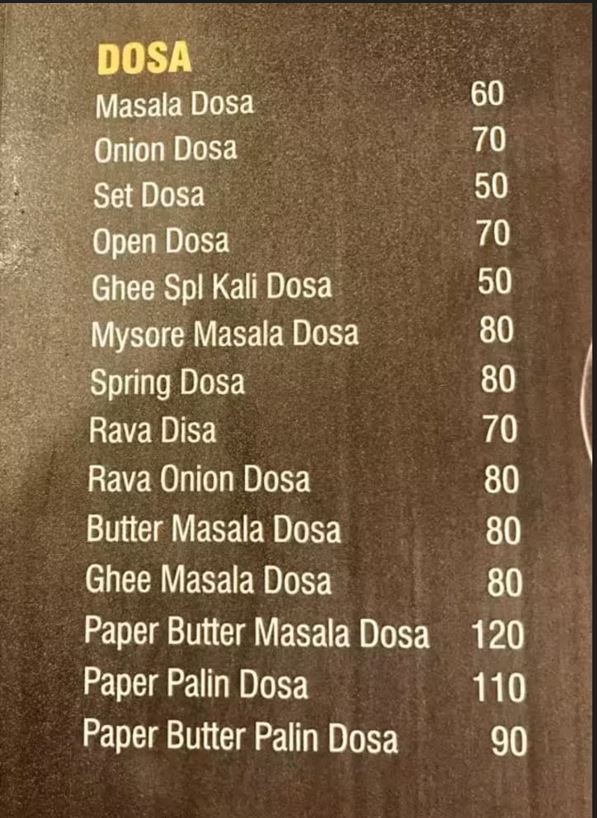 DOSA
Masala Dosa 60
Onion Dosa 70
Set Dosa 50
Open Dosa 70
Ghee Spl Kali Dosa 50
Mysore Masala Dosa 80
Spring Dosa 80
Rava Disa 70
Rava Onion Dosa 80
Butter Masala Dosa 80
Ghee Masala Dosa 80
Paper Butter Masala Dosa 120
Paper Palin Dosa 110
Paper Butter Palin Dosa 90